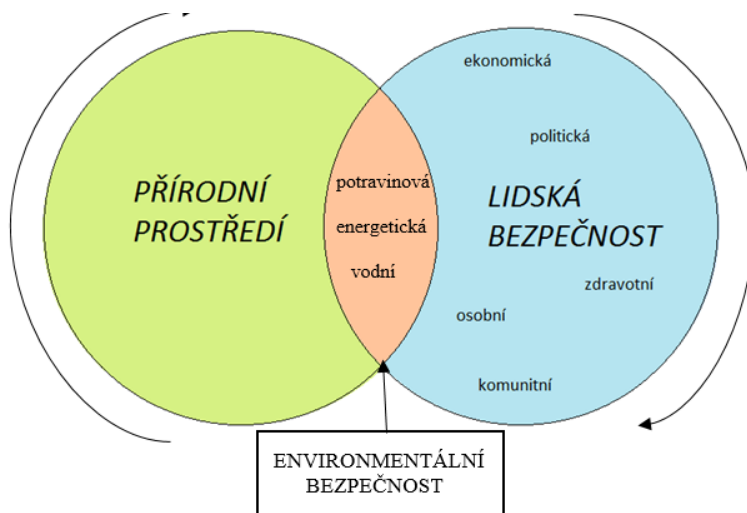 ekonomická
politická
PŘÍRODNÍ
PROSTŘEDÍ
potravinová
energetická
vodní
LIDSKÁ
BEZPEČNOST
zdravotní
osobní
komunitní
ENVIRONMENTÁLNÍ
BEZPEČNOST